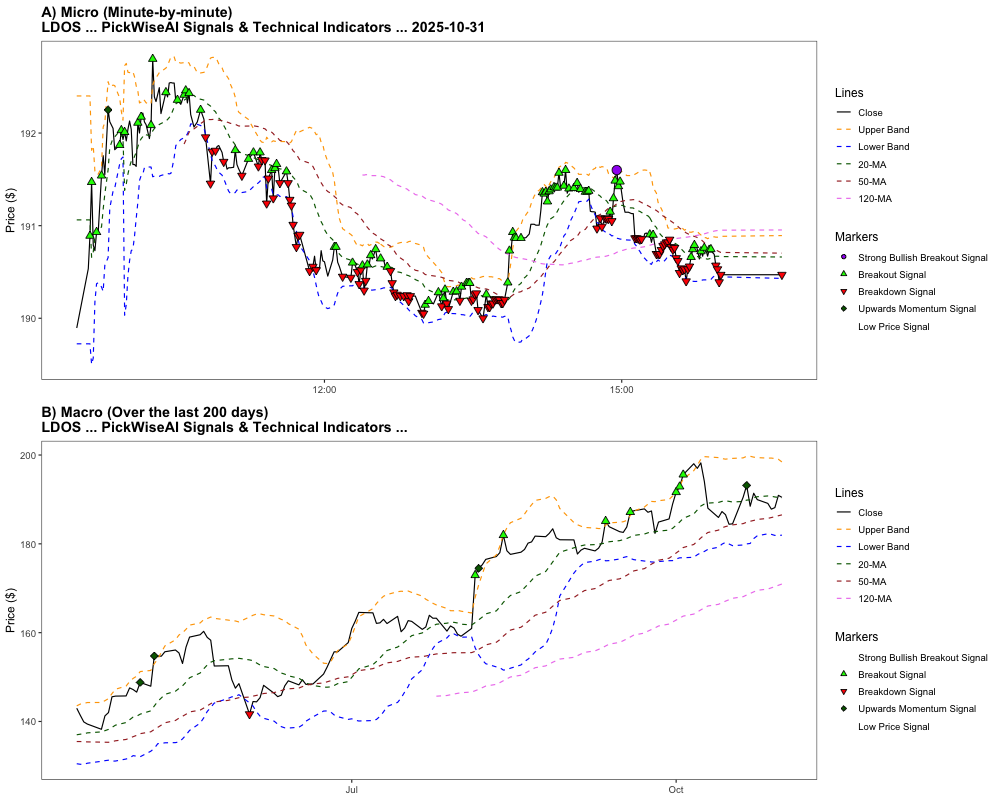 A) Micro (Minute-by-minute)
LDOS ... PickWiseAI Signals & Technical Indicators ... 2025-10-31
Price ($)
192
191
190
12:00
15:00
Lines
Close
Upper Band
Lower Band
20-MA
50-MA
120-MA
Markers
Strong Bullish Breakout Signal
Breakout Signal
Breakdown Signal
Upwards Momentum Signal
Low Price Signal
B) Macro (Over the last 200 days)
LDOS ... PickWiseAI Signals & Technical Indicators ...
Price ($)
200
180
160
140
Jul
Oct
Lines
Close
Upper Band
Lower Band
20-MA
50-MA
120-MA
Markers
Strong Bullish Breakout Signal
Breakout Signal
Breakdown Signal
Upwards Momentum Signal
Low Price Signal